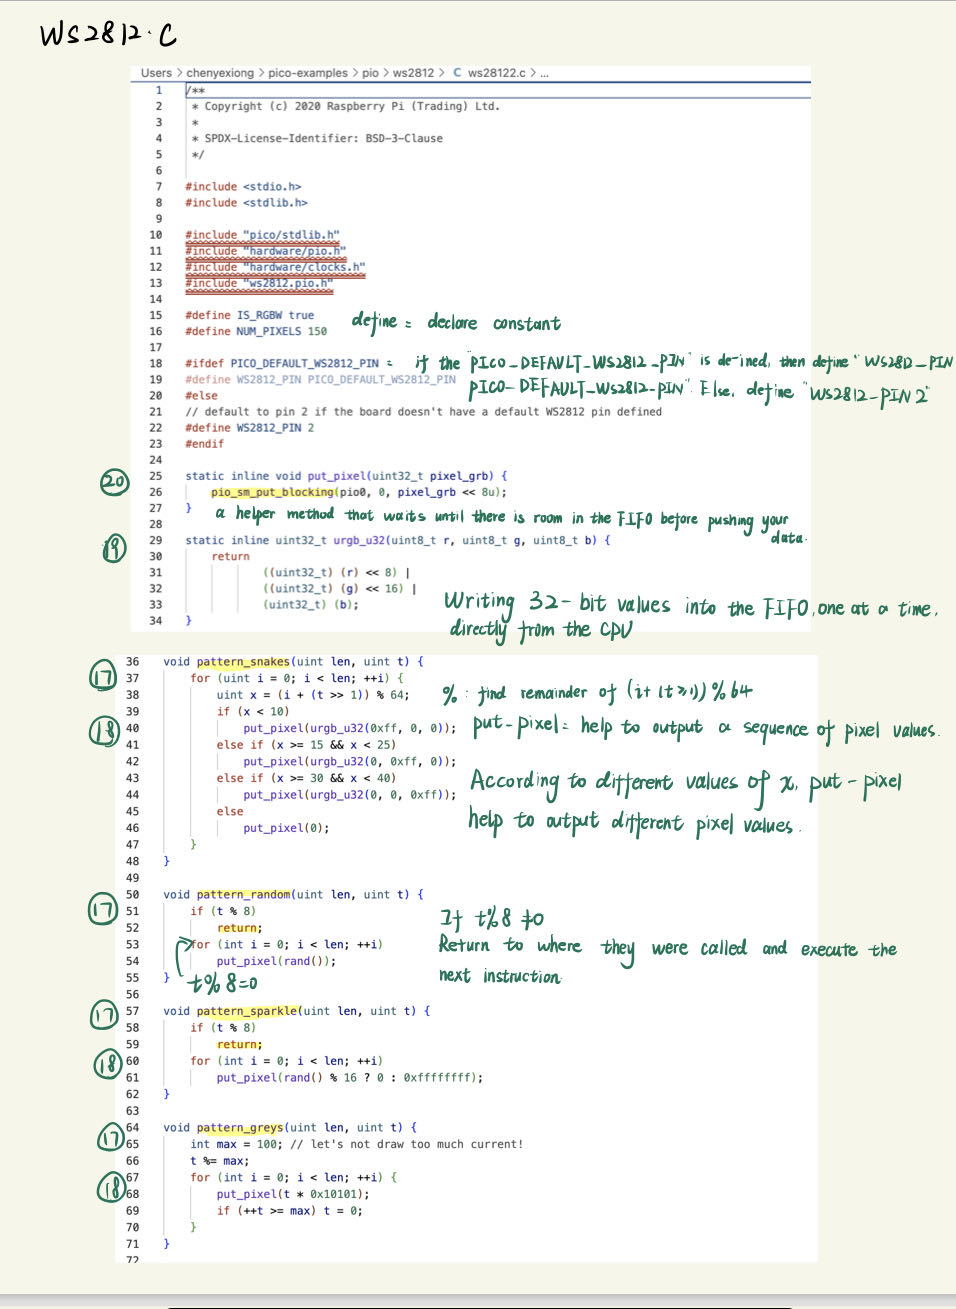 WS2812.C
Users > chenyexiong > pico-examples > pio > ws2812 > C ws28122.c > ...
1 /**
2 * Copyright (c) 2020 Raspberry Pi (Trading) Ltd.
3 *
4 * SPDX-License-Identifier: BSD-3-Clause
5 */
6
7 #include <stdio.h>
8 #include <stdlib.h>
9
10 #include "pico/stdlib.h"
11 #include "hardware/pio.h"
12 #include "hardware/clocks.h"
13 #include "ws2812.pio.h"
14
15 #define IS_RGBW true
define = declare constant
16 #define NUM_PIXELS 150
17
18 #ifdef PICO_DEFAULT_WS2812_PIN = if the "PICO_DEFAULT_WS2812_PIN" is de-ined, then define "WS2812_PIN
19 #define WS2812_PIN PICO_DEFAULT_WS2812_PIN PICO-DEFAULT_WS2812-PIN". Else, define "WS2812-PIN 2"
20 #else
21 // default to pin 2 if the board doesn't have a default WS2812 pin defined
22 #define WS2812_PIN 2
23 #endif
24
20 25 static inline void put_pixel(uint32_t pixel_grb) {
26 pio_sm_put_blocking(pio0, 0, pixel_grb << 8u);
27 } a helper method that waits until there is room in the FIFO before pushing your
28
data.
19 29 static inline uint32_t urgb_u32(uint8_t r, uint8_t g, uint8_t b) {
30 return
31 ((uint32_t) (r) << 8) |
32 ((uint32_t) (g) << 16) |
33 (uint32_t) (b);
34 }
Writing 32-bit values into the FIFO, one at a time,
directly from the CPU
36 void pattern_snakes(uint len, uint t) {
17 37 for (uint i = 0; i < len; ++i) {
38 uint x = (i + (t >> 1)) % 64; % : find remainder of (i+(t>>1))%64
39 if (x < 10)
18 40 put_pixel(urgb_u32(0xff, 0, 0)); put-pixel = help to output a sequence of pixel values.
41 else if (x >= 15 && x < 25)
42 put_pixel(urgb_u32(0, 0xff, 0));
43 else if (x >= 30 && x < 40) According to different values of x, put-pixel
44 put_pixel(urgb_u32(0, 0, 0xff));
45 else
46 put_pixel(0); help to output different pixel values.
47 }
48 }
49
50 void pattern_random(uint len, uint t) {
17 51 if (t % 8) If t%8 ≠0
52 return;
53 for (int i = 0; i < len; ++i) Return to where they were called and execute the
54 put_pixel(rand());
55 } t%8=0 next instruction.
56
17 57 void pattern_sparkle(uint len, uint t) {
58 if (t % 8)
59 return;
18 60 for (int i = 0; i < len; ++i)
61 put_pixel(rand() % 16 ? 0 : 0xffffffff);
62 }
63
64 void pattern_greys(uint len, uint t) {
17 65 int max = 100; // let's not draw too much current!
66 t %= max;
67 for (int i = 0; i < len; ++i) {
18 68 put_pixel(t * 0x10101);
69 if (++t >= max) t = 0;
70 }
71 }
72